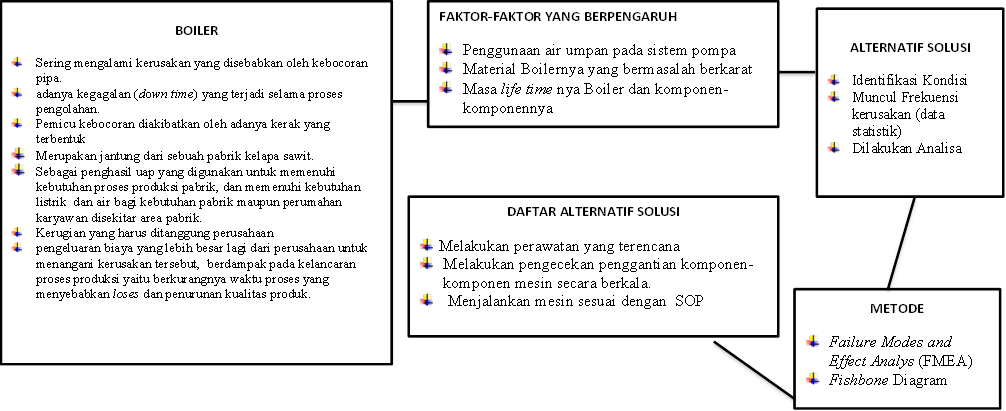 BOILER
Sering mengalami kerusakan yang disebabkan oleh kebocoran
pipa.
adanya kegagalan (down time) yang terjadi selama proses
pengolahan.
Pemicu kebocoran diakibatkan oleh adanya kerak yang
terbentuk
Merupakan jantung dari sebuah pabrik kelapa sawit.
Sebagai penghasil uap yang digunakan untuk memenuhi
kebutuhan proses produksi pabrik, dan memenuhi kebutuhan
listrik dan air bagi kebutuhan pabrik maupun perumahan
karyawan disekitar area pabrik.
Kerugian yang harus ditanggung perusahaan
pengeluaran biaya yang lebih besar lagi dari perusahaan untuk
menangani kerusakan tersebut, berdampak pada kelancaran
proses produksi yaitu berkurangnya waktu proses yang
menyebabkan loses dan penurunan kualitas produk.
FAKTOR-FAKTOR YANG BERPENGARUH
Penggunaan air umpan pada sistem pompa
Material Boilernya yang bermasalah berkarat
Masa life time nya Boiler dan komponen-
komponennya
ALTERNATIF SOLUSI
Identifikasi Kondisi
Muncul Frekuensi
kerusakan (data
statistik)
Dilakukan Analisa
METODE
Failure Modes and
Effect Analys (FMEA)
Fishbone Diagram
DAFTAR ALTERNATIF SOLUSI
Melakukan perawatan yang terencana
Melakukan pengecekan penggantian komponen-
komponen mesin secara berkala.
Menjalankan mesin sesuai dengan SOP